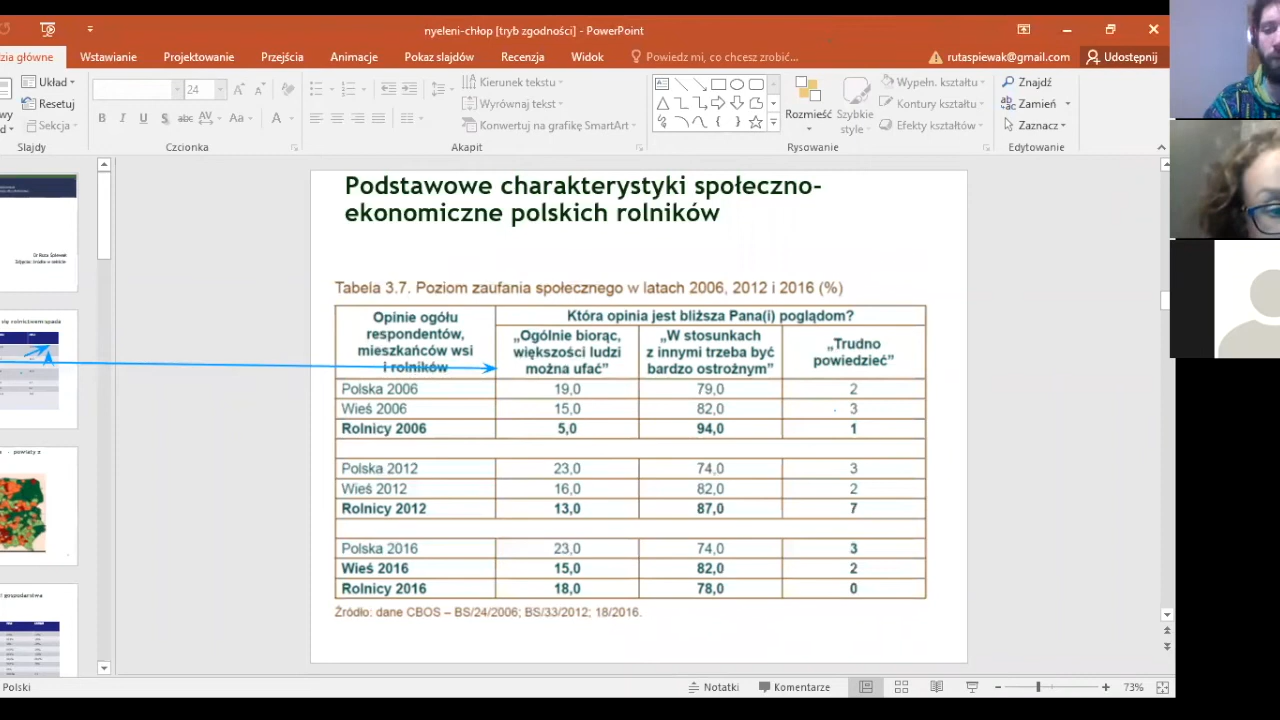 nyeleni-chłop [tryb zgodności] - PowerPoint
Wstawianie Projektowanie Przejścia Animacje Pokaz slajdów Recenzja Widok Powiedz mi, co chcesz zrobić... rutaspiewak@gmail.com Udostępnij
Układ
Resetuj
Sekcja
Slajdy
24
B I U S abc AV Aa A
Czcionka
Kierunek tekstu
Wyrównaj tekst
Konwertuj na grafikę SmartArt
Akapit
Rozmieść
Szybkie
style
Wypełn. kształtu
Kontury kształtu
Efekty kształtu
Rysowanie
Znajdź
Zamień
Zaznacz
Edytowanie
Podstawowe charakterystyki społeczno-
ekonomiczne polskich rolników
Tabela 3.7. Poziom zaufania społecznego w latach 2006, 2012 i 2016 (%)
Opinie ogółu
respondentów,
mieszkańców wsi
i rolników
Która opinia jest bliższa Pana(i) poglądom?
„Ogólnie biorąc,
większości ludzi
można ufać”
„W stosunkach
z innymi trzeba być
bardzo ostrożnym”
„Trudno
powiedzieć”
Polska 2006 19,0 79,0 2
Wieś 2006 15,0 82,0 3
Rolnicy 2006 5,0 94,0 1
Polska 2012 23,0 74,0 3
Wieś 2012 16,0 82,0 2
Rolnicy 2012 13,0 87,0 7
Polska 2016 23,0 74,0 3
Wieś 2016 15,0 82,0 2
Rolnicy 2016 18,0 78,0 0
Źródło: dane CBOS – BS/24/2006; BS/33/2012; 18/2016.
Polski
Notatki Komentarze 73%